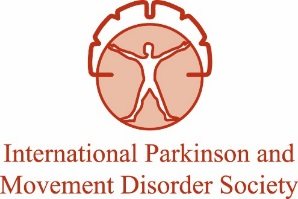 International Parkinson and
Movement Disorder Society